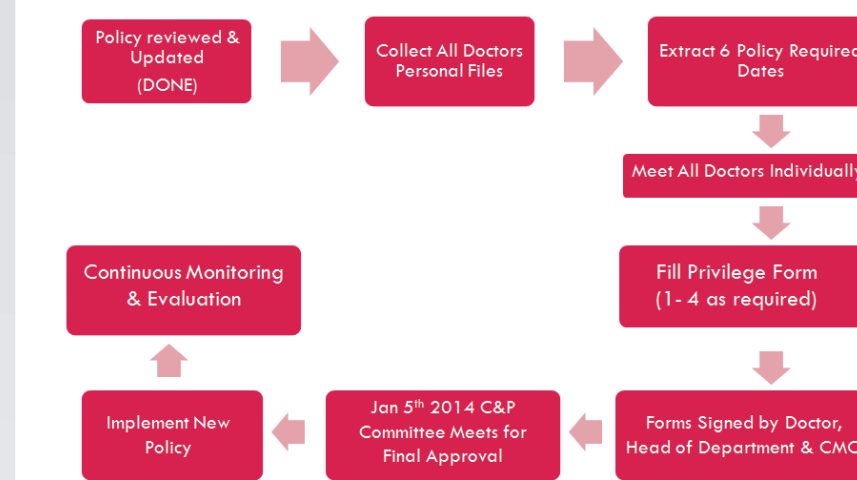 Policy reviewed &
Updated
(DONE)
Collect All Doctors
Personal Files
Extract 6 Policy Required
Dates
Meet All Doctors Individually
Fill Privilege Form
(1- 4 as required)
Forms Signed by Doctor,
Head of Department & CMO
Jan 5th 2014 C&P
Committee Meets for
Final Approval
Implement New
Policy
Continuous Monitoring
& Evaluation